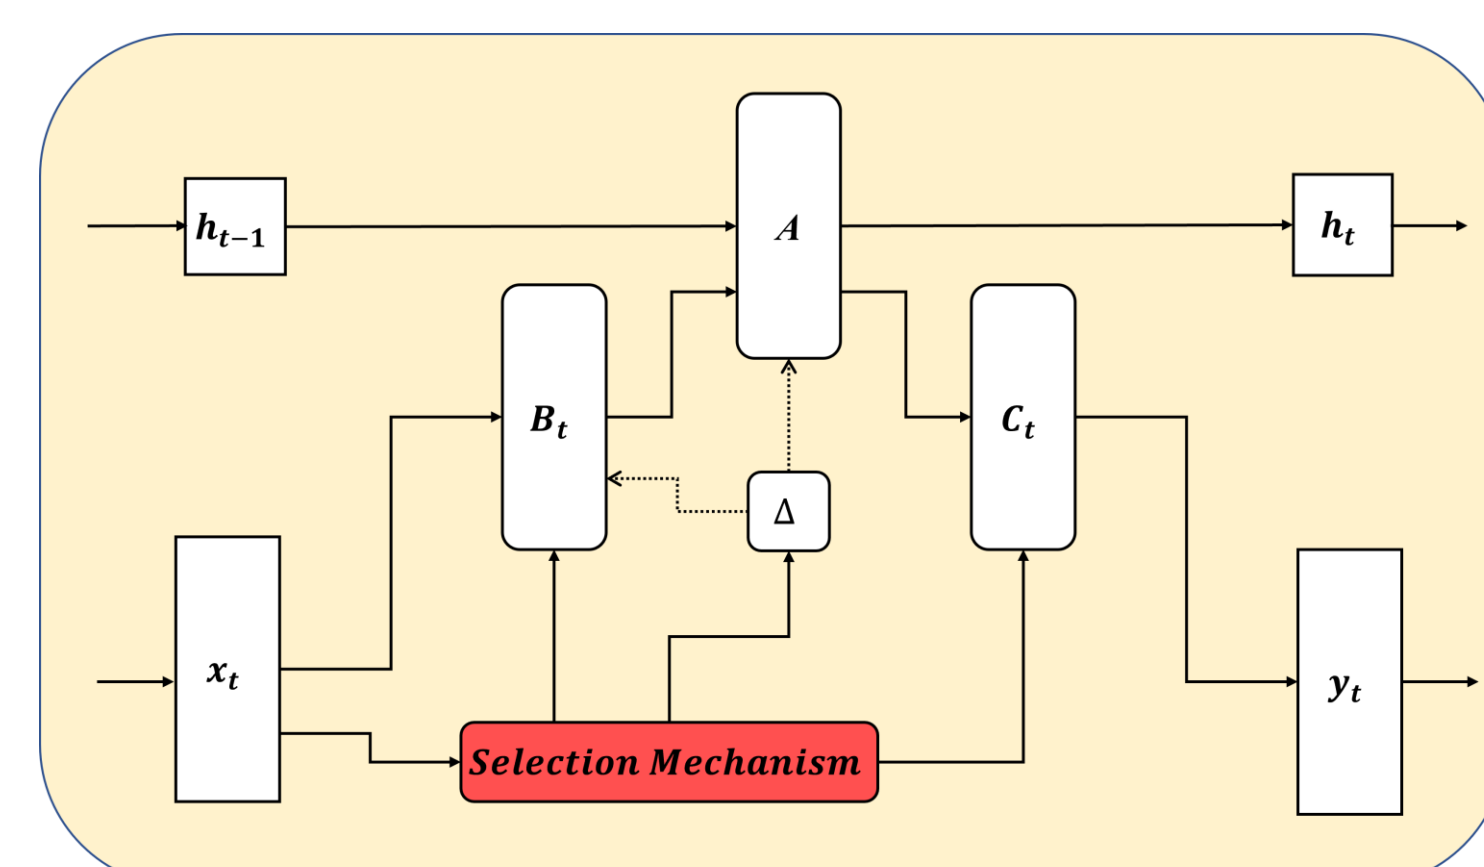 h_{t-1}
A
h_t
B_t
C_t
Δ
x_t
y_t
Selection Mechanism